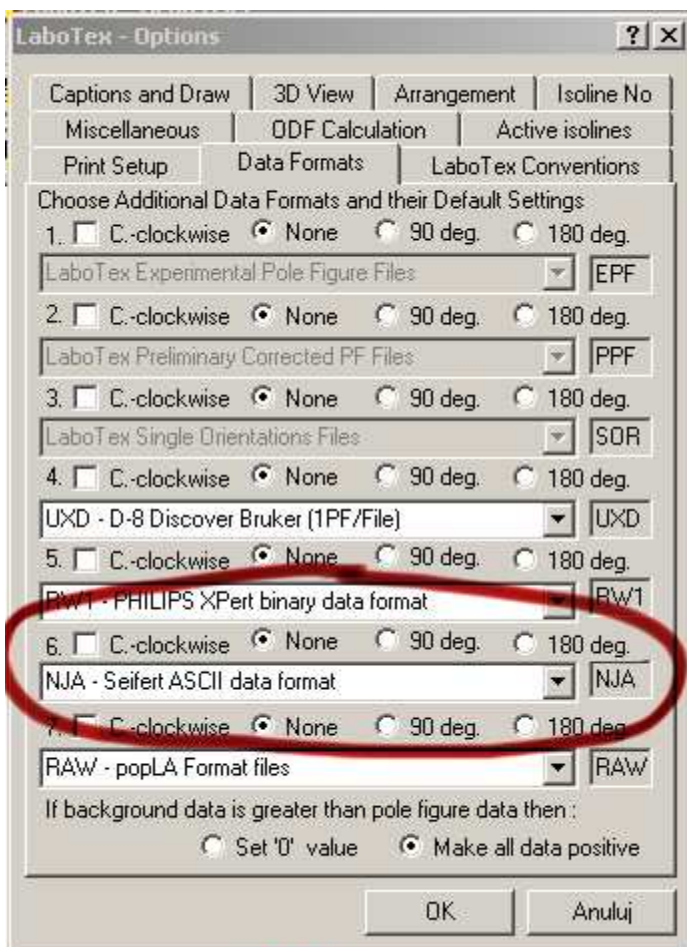 LaboTex - Options
Captions and Draw 3D View Arrangement Isoline No
Miscellaneous ODF Calculation Active isolines
Print Setup Data Formats LaboTex Conventions
Choose Additional Data Formats and their Default Settings
1. C.-clockwise None 90 deg. 180 deg.
LaboTex Experimental Pole Figure Files EPF
2. C.-clockwise None 90 deg. 180 deg.
LaboTex Preliminary Corrected PF Files PPF
3. C.-clockwise None 90 deg. 180 deg.
LaboTex Single Orientations Files SOR
4. C.-clockwise None 90 deg. 180 deg.
UXD - D-8 Discover Bruker (1PF/File) UXD
5. C.-clockwise None 90 deg. 180 deg.
RW1 - PHILIPS XPert binary data format RW1
6. C.-clockwise None 90 deg. 180 deg.
NJA - Seifert ASCII data format NJA
7. C.-clockwise None 90 deg. 180 deg.
RAW - popLA Format files RAW
If background data is greater than pole figure data then :
Set '0' value Make all data positive
OK Anuluj